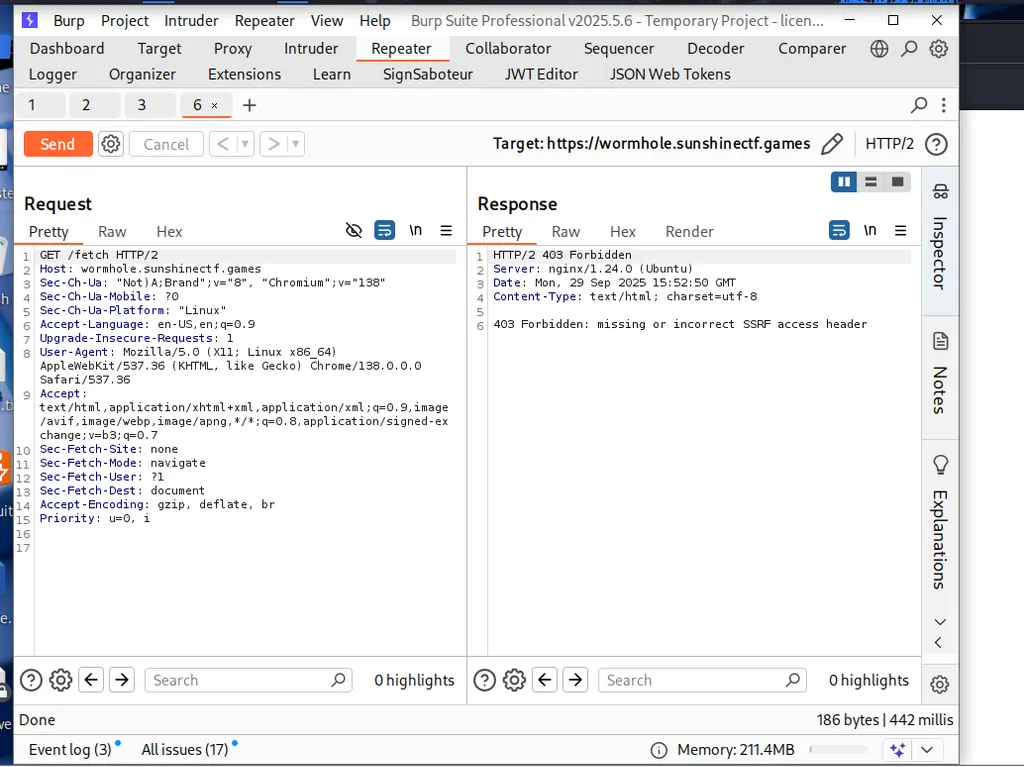 Burp Project Intruder Repeater View Help Burp Suite Professional v2025.5.6 - Temporary Project - licen...
Dashboard Target Proxy Intruder Repeater Collaborator Sequencer Decoder Comparer
Logger Organizer Extensions Learn SignSaboteur JWT Editor JSON Web Tokens
1 2 3 6 × +
Send Cancel < > Target: https://wormhole.sunshinectf.games HTTP/2 ?
Request
Pretty Raw Hex \n
1 GET /fetch HTTP/2
2 Host: wormhole.sunshinectf.games
3 Sec-Ch-Ua: "Not)A;Brand";v="8", "Chromium";v="138"
4 Sec-Ch-Ua-Mobile: ?0
5 Sec-Ch-Ua-Platform: "Linux"
6 Accept-Language: en-US,en;q=0.9
7 Upgrade-Insecure-Requests: 1
8 User-Agent: Mozilla/5.0 (X11; Linux x86_64)
AppleWebKit/537.36 (KHTML, like Gecko) Chrome/138.0.0.0
Safari/537.36
9 Accept:
text/html,application/xhtml+xml,application/xml;q=0.9,image
/avif,image/webp,image/apng,*/*;q=0.8,application/signed-ex
change;v=b3;q=0.7
10 Sec-Fetch-Site: none
11 Sec-Fetch-Mode: navigate
12 Sec-Fetch-User: ?1
13 Sec-Fetch-Dest: document
14 Accept-Encoding: gzip, deflate, br
15 Priority: u=0, i
16
17
Search 0 highlights
Response
Pretty Raw Hex Render \n
1 HTTP/2 403 Forbidden
2 Server: nginx/1.24.0 (Ubuntu)
3 Date: Mon, 29 Sep 2025 15:52:50 GMT
4 Content-Type: text/html; charset=utf-8
5
6 403 Forbidden: missing or incorrect SSRF access header
Search 0 highlights
Inspector
Notes
Explanations
Done 186 bytes | 442 millis
Event log (3) All issues (17) Memory: 211.4MB